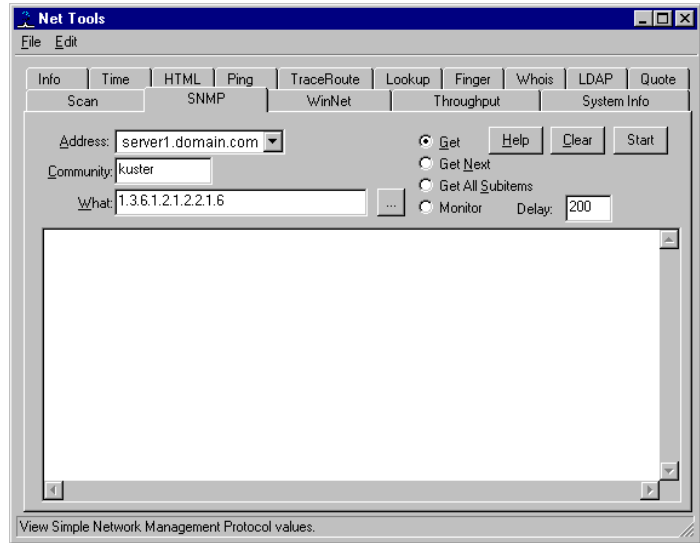 Net Tools
File Edit
Info Time HTML Ping TraceRoute Lookup Finger Whois LDAP Quote
Scan SNMP WinNet Throughput System Info
Address: server1.domain.com Get Help Clear Start
Community: kuster Get Next
Get All Subitems
What: 1.3.6.1.2.1.2.2.1.6 ... Monitor Delay: 200
View Simple Network Management Protocol values.